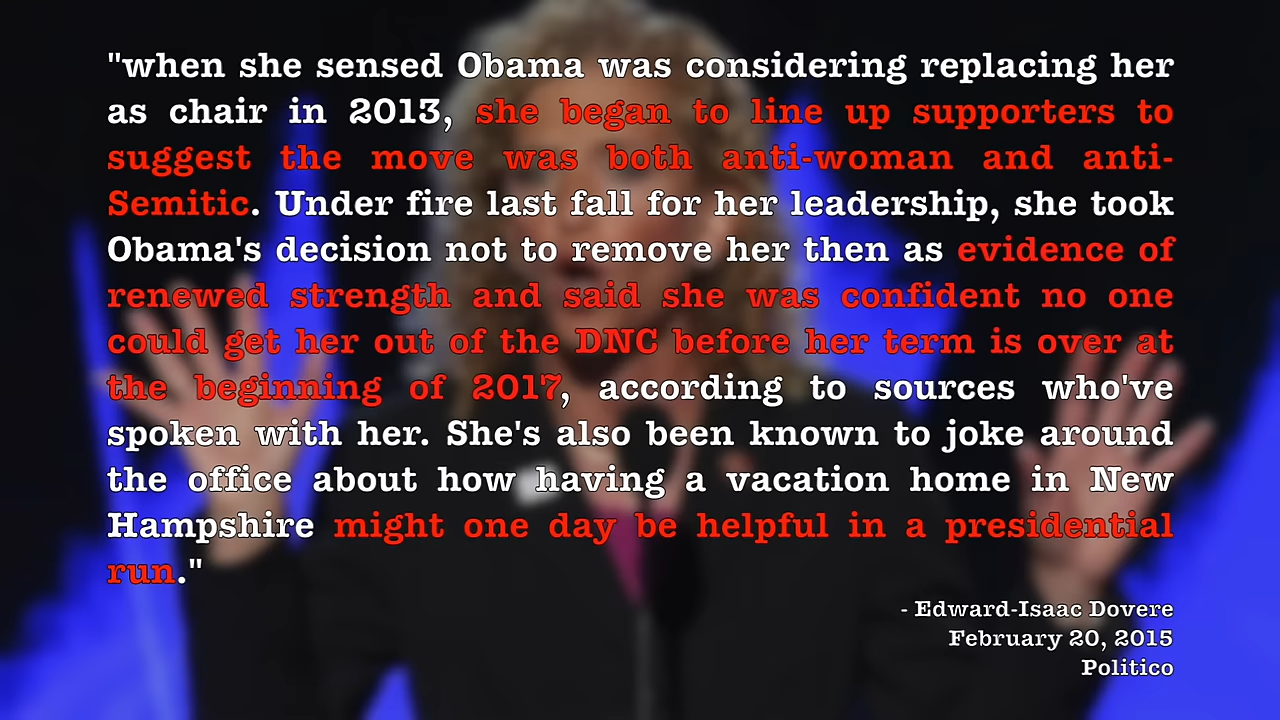 "when she sensed Obama was considering replacing her
as chair in 2013, she began to line up supporters to
suggest the move was both anti-woman and anti-
Semitic. Under fire last fall for her leadership, she took
Obama's decision not to remove her then as evidence of
renewed strength and said she was confident no one
could get her out of the DNC before her term is over at
the beginning of 2017, according to sources who've
spoken with her. She's also been known to joke around
the office about how having a vacation home in New
Hampshire might one day be helpful in a presidential
run."
- Edward-Isaac Dovere
February 20, 2015
Politico